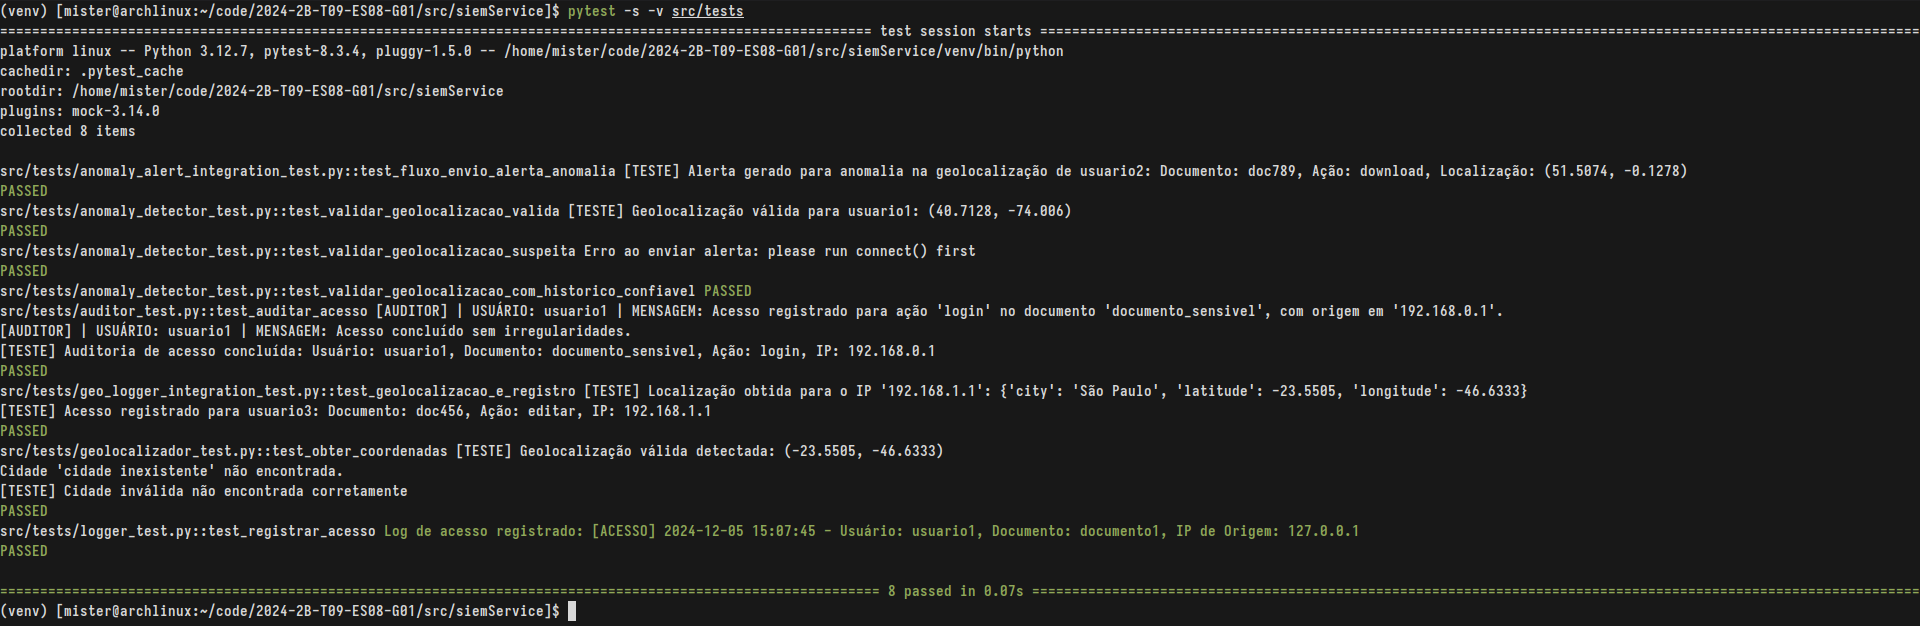 (venv) [mister@archlinux:~/code/2024-2B-T09-ES08-G01/src/siemService]$ pytest -s -v src/tests
============================================================================================================= test session starts ==============================================================================================================
platform linux -- Python 3.12.7, pytest-8.3.4, pluggy-1.5.0 -- /home/mister/code/2024-2B-T09-ES08-G01/src/siemService/venv/bin/python
cachedir: .pytest_cache
rootdir: /home/mister/code/2024-2B-T09-ES08-G01/src/siemService
plugins: mock-3.14.0
collected 8 items
src/tests/anomaly_alert_integration_test.py::test_fluxo_envio_alerta_anomalia [TESTE] Alerta gerado para anomalia na geolocalização de usuario2: Documento: doc789, Ação: download, Localização: (51.5074, -0.1278)
PASSED
src/tests/anomaly_detector_test.py::test_validar_geolocalizacao_valida [TESTE] Geolocalização válida para usuario1: (40.7128, -74.006)
PASSED
src/tests/anomaly_detector_test.py::test_validar_geolocalizacao_suspeita Erro ao enviar alerta: please run connect() first
PASSED
src/tests/anomaly_detector_test.py::test_validar_geolocalizacao_com_historico_confiavel PASSED
src/tests/auditor_test.py::test_auditar_acesso [AUDITOR] | USUÁRIO: usuario1 | MENSAGEM: Acesso registrado para ação 'login' no documento 'documento_sensivel', com origem em '192.168.0.1'.
[AUDITOR] | USUÁRIO: usuario1 | MENSAGEM: Acesso concluído sem irregularidades.
[TESTE] Auditoria de acesso concluída: Usuário: usuario1, Documento: documento_sensivel, Ação: login, IP: 192.168.0.1
PASSED
src/tests/geo_logger_integration_test.py::test_geolocalizacao_e_registro [TESTE] Localização obtida para o IP '192.168.1.1': {'city': 'São Paulo', 'latitude': -23.5505, 'longitude': -46.6333}
[TESTE] Acesso registrado para usuario3: Documento: doc456, Ação: editar, IP: 192.168.1.1
PASSED
src/tests/geolocalizador_test.py::test_obter_coordenadas [TESTE] Geolocalização válida detectada: (-23.5505, -46.6333)
Cidade 'cidade inexistente' não encontrada.
[TESTE] Cidade inválida não encontrada corretamente
PASSED
src/tests/logger_test.py::test_registrar_acesso Log de acesso registrado: [ACESSO] 2024-12-05 15:07:45 - Usuário: usuario1, Documento: documento1, IP de Origem: 127.0.0.1
PASSED
============================================================================================================== 8 passed in 0.07s ===============================================================================================================
(venv) [mister@archlinux:~/code/2024-2B-T09-ES08-G01/src/siemService]$